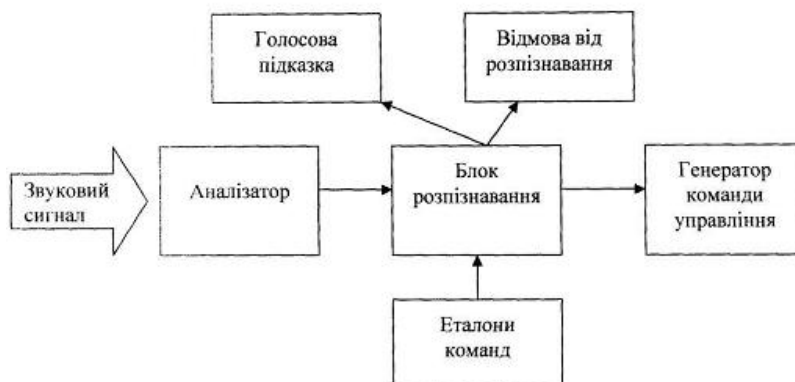 Голосова
підказка
Відмова від
розпізнавання
Звуковий
сигнал
Аналізатор
Блок
розпізнавання
Генератор
команди
управління
Еталони
команд